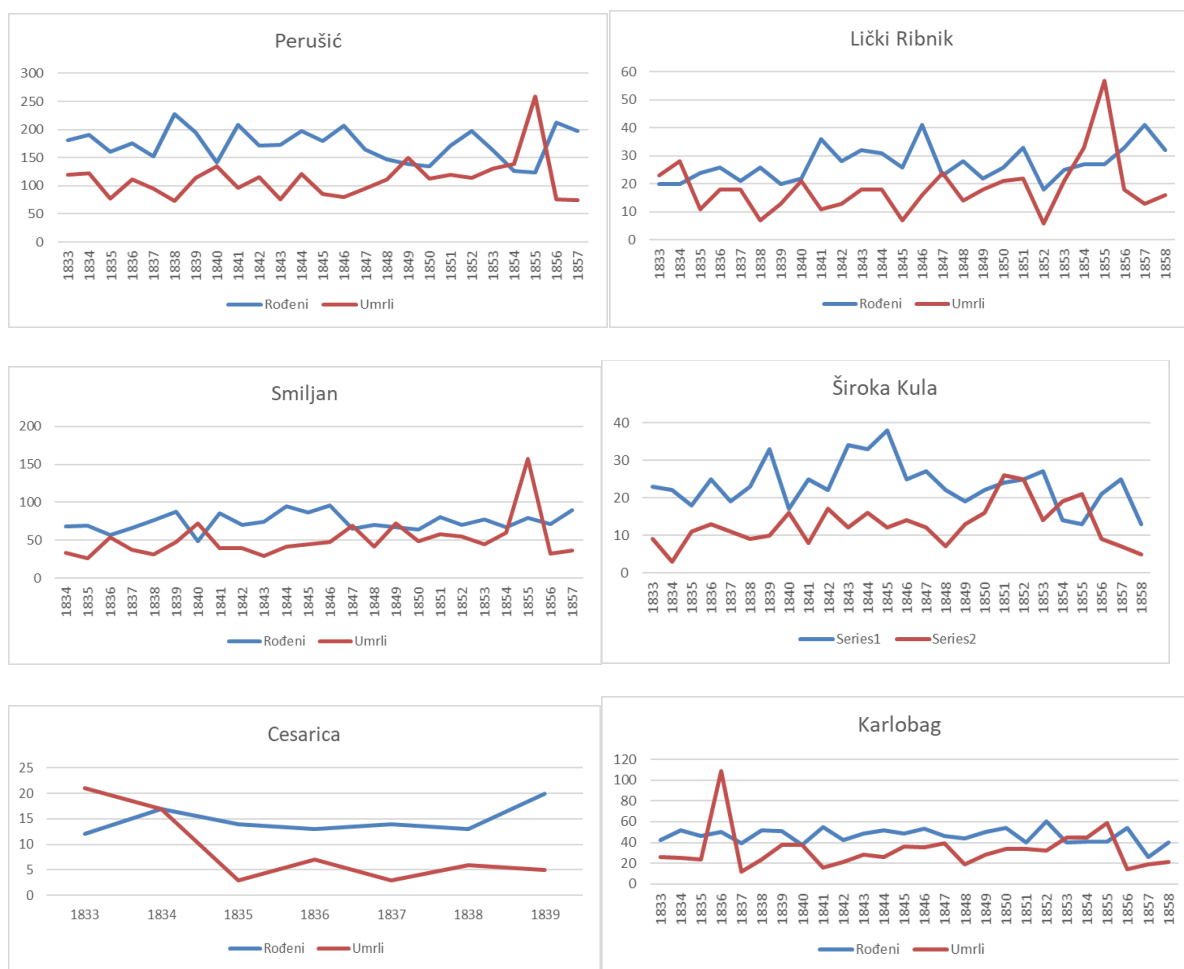 Perušić
300
250
200
150
100
50
0
1833 1834 1835 1836 1837 1838 1839 1840 1841 1842 1843 1844 1845 1846 1847 1848 1849 1850 1851 1852 1853 1854 1855 1856 1857
Rođeni Umrli
Lički Ribnik
60
50
40
30
20
10
0
1833 1834 1835 1836 1837 1838 1839 1840 1841 1842 1843 1844 1845 1846 1847 1848 1849 1850 1851 1852 1853 1854 1855 1856 1857 1858
Rođeni Umrli
Smiljan
200
150
100
50
0
1834 1835 1836 1837 1838 1839 1840 1841 1842 1843 1844 1845 1846 1847 1848 1849 1850 1851 1852 1853 1854 1855 1856 1857
Rođeni Umrli
Široka Kula
40
30
20
10
0
1833 1834 1835 1836 1837 1838 1839 1840 1841 1842 1843 1844 1845 1846 1847 1848 1849 1850 1851 1852 1853 1854 1855 1856 1857 1858
Series1 Series2
Cesarica
25
20
15
10
5
0
1833 1834 1835 1836 1837 1838 1839
Rođeni Umrli
Karlobag
120
100
80
60
40
20
0
1833 1834 1835 1836 1837 1838 1839 1840 1841 1842 1843 1844 1845 1846 1847 1848 1849 1850 1851 1852 1853 1854 1855 1856 1857 1858
Rođeni Umrli